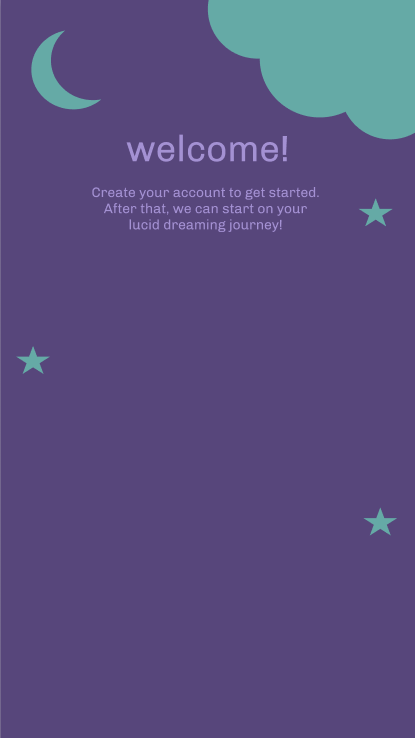 welcome!
Create your account to get started.
After that, we can start on your
lucid dreaming journey!